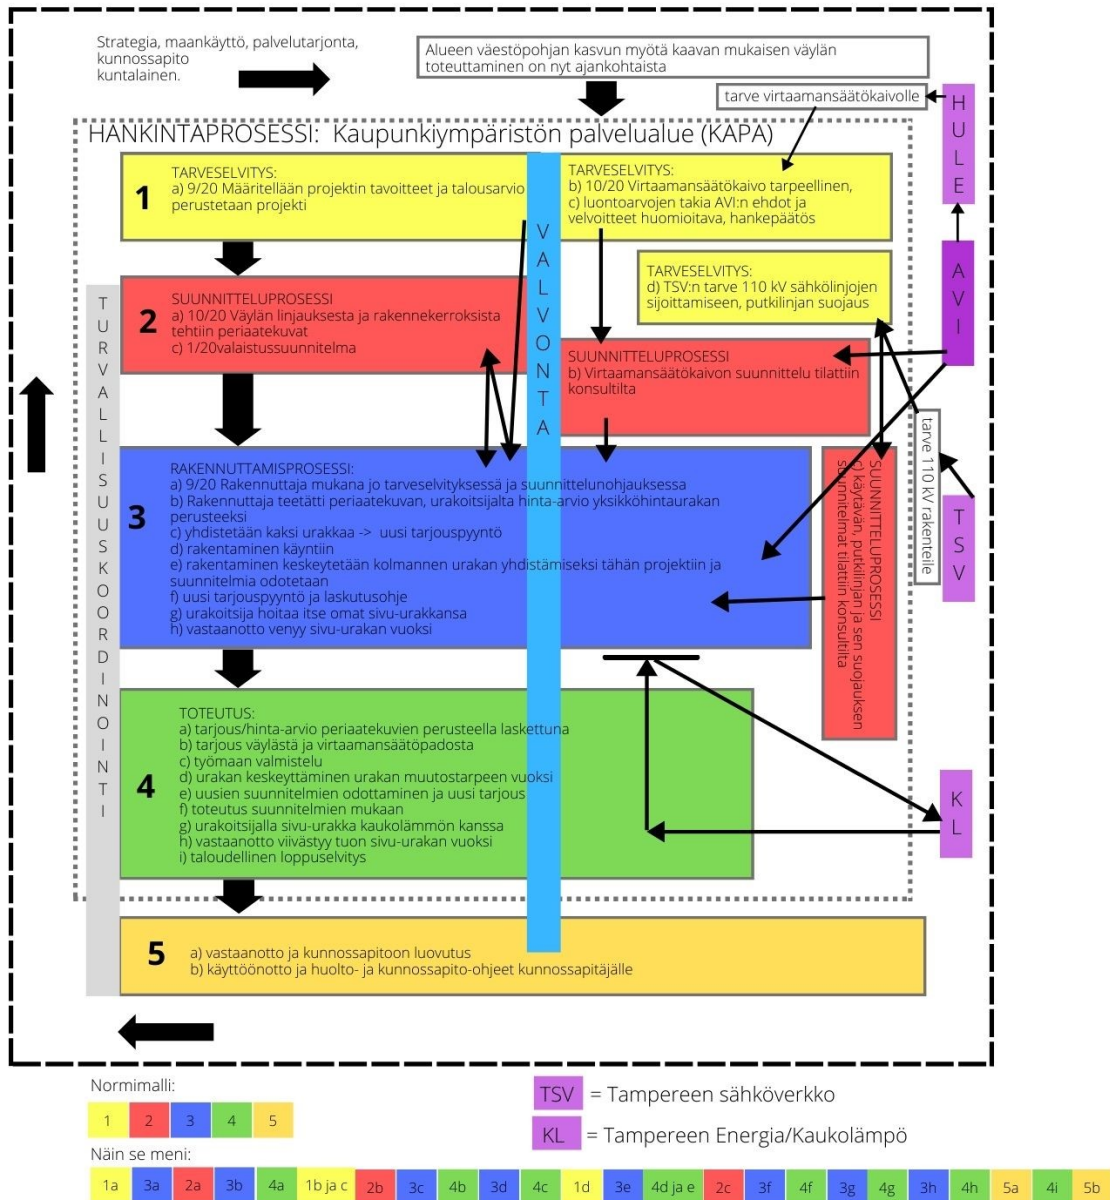 Strategia, maankäyttö, palvelutarjonta,
kunnossapito
kuntalainen.
Alueen väestöpohjan kasvun myötä kaavan mukaisen väylän
toteuttaminen on nyt ajankohtaista
tarve virtaamansäätökaivolle
HULE
HANKINTAPROSESSI: Kaupunkiympäristön palvelualue (KAPA)
1
TARVESELVITYS:
a) 9/20 Määritellään projektin tavoitteet ja talousarvio
perustetaan projekti
TARVESELVITYS:
b) 10/20 Virtaamansäätökaivo tarpeellinen,
c) luontoarvojen takia AVI:n ehdot ja
velvoitteet huomioitava, hankepäätös
VALVONTA
AVI
TARVESELVITYS:
d) TSV:n tarve 110 kV sähkölinjojen
sijoittamiseen, putkilinjan suojaus
TURVALLISUUSKOORDINOINTI
2
SUUNNITTELUPROSESSI
a) 10/20 Väylän linjauksesta ja rakennekerroksista
tehtiin periaatekuvat
c) 1/20valaistussuunnitelma
SUUNNITTELUPROSESSI
b) Virtaamansäätökaivon suunnittelu tilattiin
konsultilta
tarve 110 kV rakenteile
TSV
3
RAKENNUTTAMISPROSESSI:
a) 9/20 Rakennuttaja mukana jo tarveselvityksessä ja suunnittelunohjauksessa
b) Rakennuttaja teetätti periaatekuvan, urakoitsijalta hinta-arvio yksikköhintaurakan
perusteeksi
c) yhdistetään kaksi urakkaa -> uusi tarjouspyyntö
d) rakentaminen käyntiin
e) rakentaminen keskeytetään kolmannen urakan yhdistämiseksi tähän projektiin ja
suunnitelmia odotetaan
f) uusi tarjouspyyntö ja laskutusohje
g) urakoitsija hoitaa itse omat sivu-urakkansa
h) vastaanotto venyy sivu-urakan vuoksi
SUUNNITTELUPROSESSI
c) käytävän, putkilinjan ja sen suojauksen
suunnitelmat tilattiin konsultilta
4
TOTEUTUS:
a) tarjous/hinta-arvio periaatekuvien perusteella laskettuna
b) tarjous väylästä ja virtaamansäätöpadosta
c) työmaan valmistelu
d) urakan keskeyttäminen urakan muutostarpeen vuoksi
e) uusien suunnitelmien odottaminen ja uusi tarjous
f) toteutus suunnitelmien mukaan
g) urakoitsijalla sivu-urakka kaukolämmön kanssa
h) vastaanotto viivästyy tuon sivu-urakan vuoksi
i) taloudellinen loppuselvitys
KL
5
a) vastaanotto ja kunnossapitoon luovutus
b) käyttöönotto ja huolto- ja kunnossapito-ohjeet kunnossapitäjälle
Normimalli:
1 2 3 4 5
TSV = Tampereen sähköverkko
KL = Tampereen Energia/Kaukolämpö
Näin se meni:
1a 3a 2a 3b 4a 1b ja c 2b 3c 4b 3d 4c 1d 3e 4d ja e 2c 3f 4f 3g 4g 3h 4h 5a 4i 5b